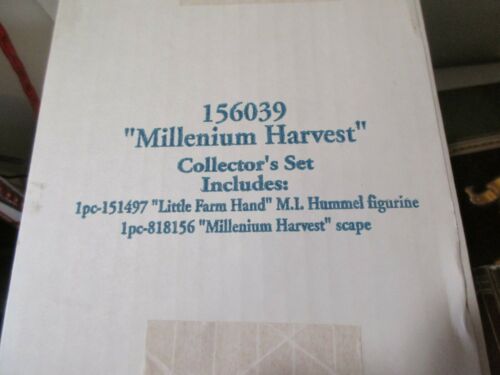 156039
"Millenium Harvest"
Collector's Set
Includes:
1pc-151497 "Little Farm Hand" M.I. Hummel figurine
1pc-818156 "Millenium Harvest" scape